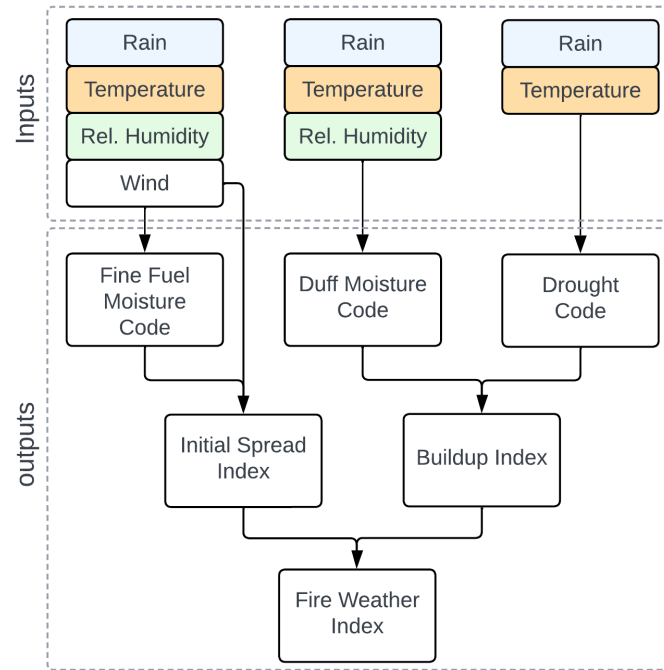 Inputs
Rain
Temperature
Rel. Humidity
Wind
Rain
Temperature
Rel. Humidity
Rain
Temperature
outputs
Fine Fuel
Moisture
Code
Duff Moisture
Code
Drought
Code
Initial Spread
Index
Buildup Index
Fire Weather
Index